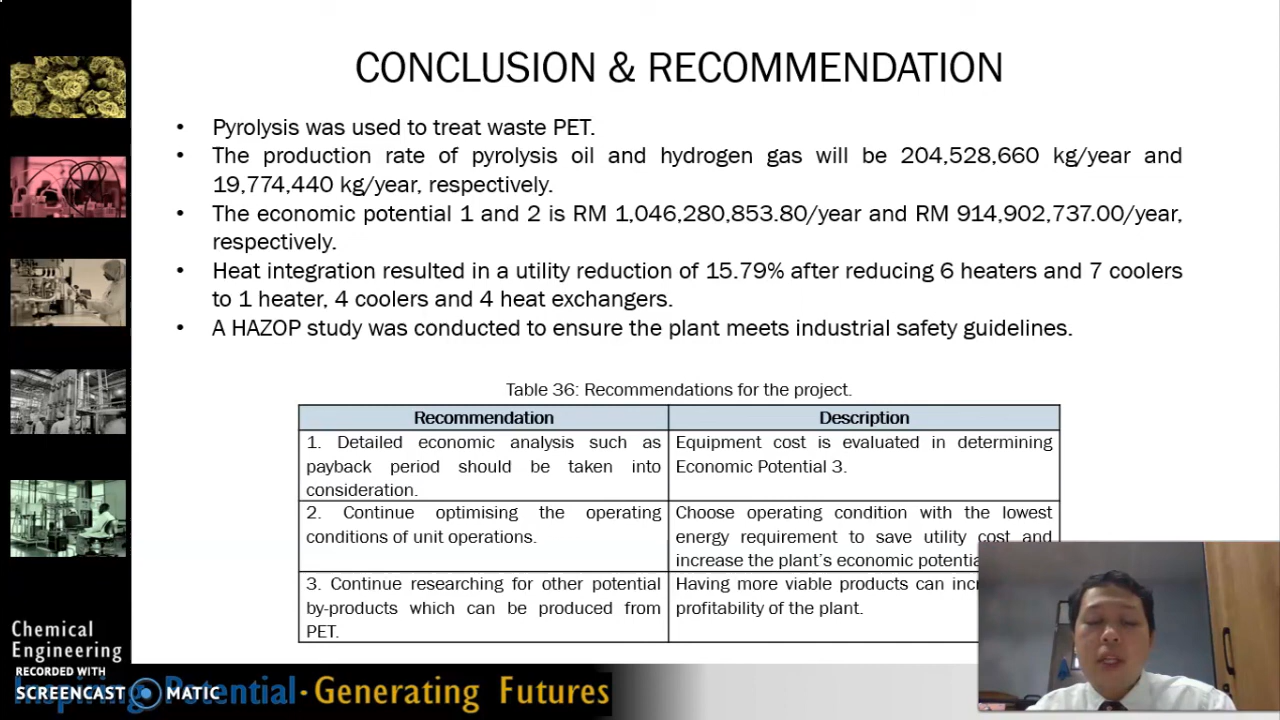 CONCLUSION & RECOMMENDATION
• Pyrolysis was used to treat waste PET.
• The production rate of pyrolysis oil and hydrogen gas will be 204,528,660 kg/year and
19,774,440 kg/year, respectively.
• The economic potential 1 and 2 is RM 1,046,280,853.80/year and RM 914,902,737.00/year,
respectively.
• Heat integration resulted in a utility reduction of 15.79% after reducing 6 heaters and 7 coolers
to 1 heater, 4 coolers and 4 heat exchangers.
• A HAZOP study was conducted to ensure the plant meets industrial safety guidelines.
Table 36: Recommendations for the project.
Recommendation
Description
1. Detailed economic analysis such as
payback period should be taken into
consideration.
Equipment cost is evaluated in determining
Economic Potential 3.
2. Continue optimising the operating
conditions of unit operations.
Choose operating condition with the lowest
energy requirement to save utility cost and
increase the plant's economic
3. Continue researching for other potential
by-products which can be produced from
PET.
Having more viable products can
profitability of the plant.
Chemical
Engineering
RECORDED WITH
SCREENCAST MATIC
Inspiring Potential · Generating Futures